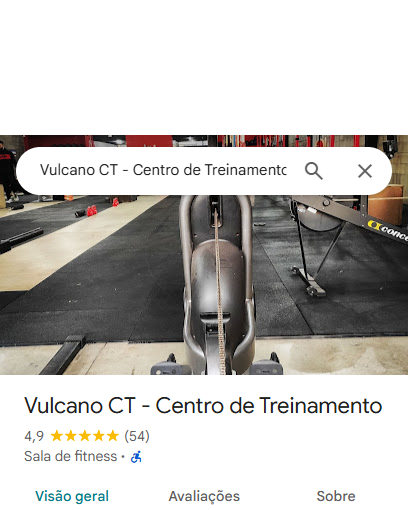 Vulcano CT - Centro de Treinamento
conce
Vulcano CT - Centro de Treinamento
4,9 ★★★★★ (54)
Sala de fitness ·
Visão geral
Avaliações
Sobre